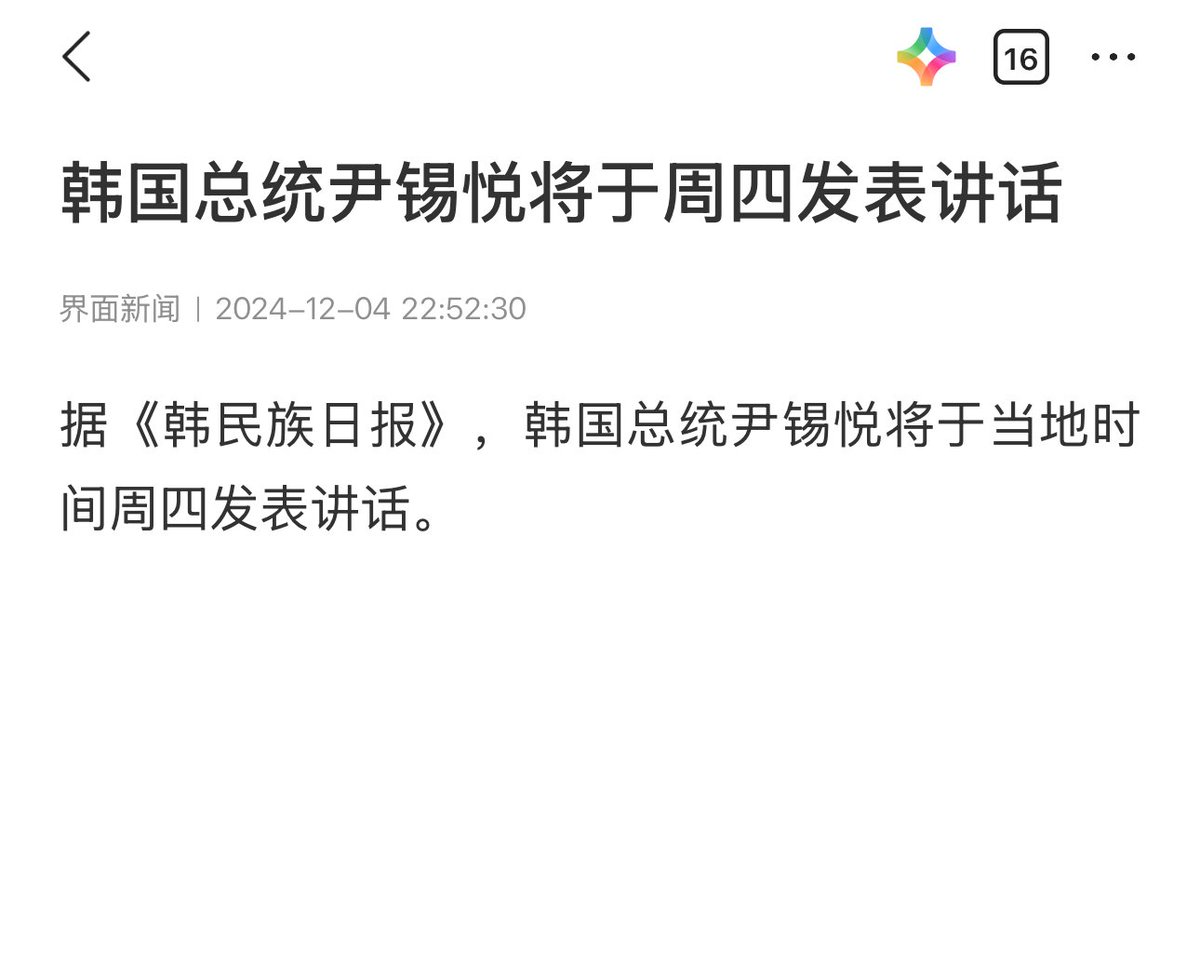 16
韩国总统尹锡悦将于周四发表讲话
界面新闻 | 2024-12-04 22:52:30
据《韩民族日报》，韩国总统尹锡悦将于当地时
间周四发表讲话。